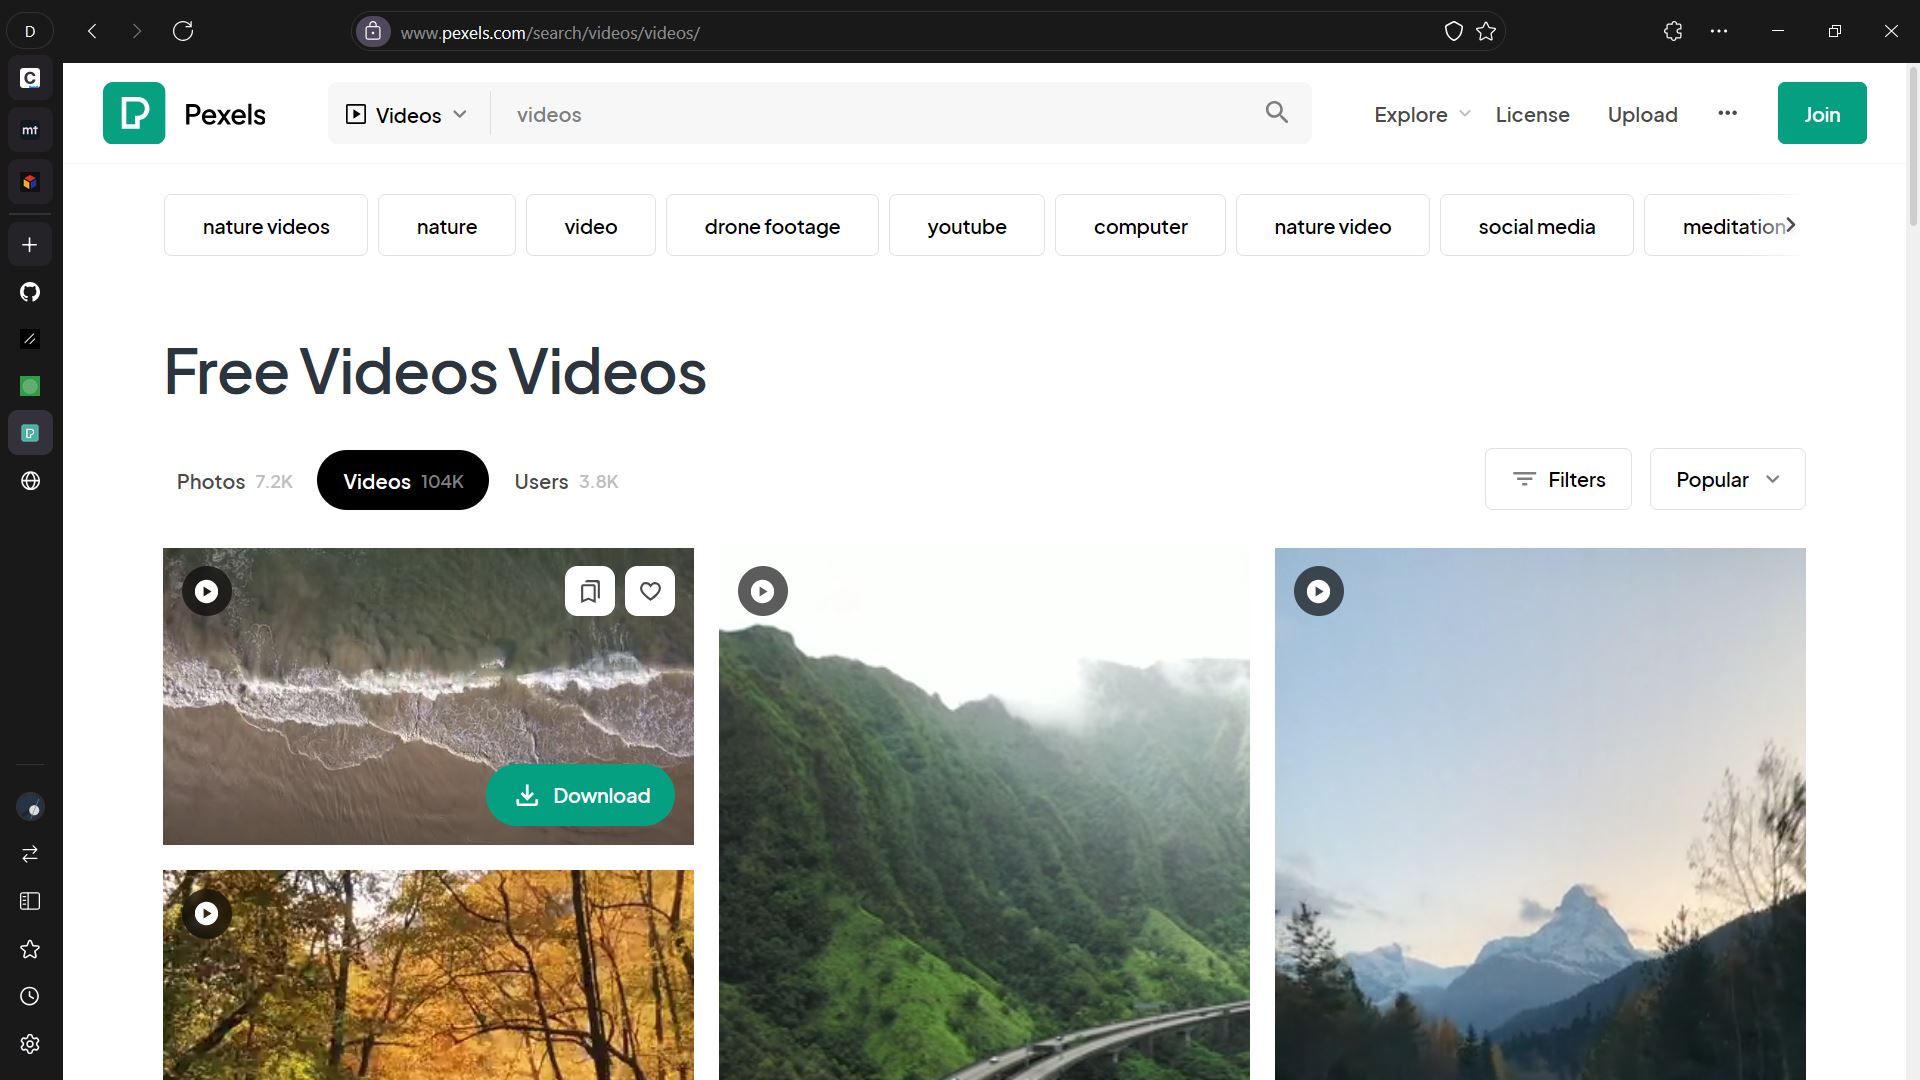 D
www.pexels.com/search/videos/videos/
C
mt
Pexels
Videos
videos
Explore
License
Upload
Join
nature videos
nature
video
drone footage
youtube
computer
nature video
social media
meditation
Free Videos Videos
Photos 7.2K
Videos 104K
Users 3.8K
Filters
Popular
Download